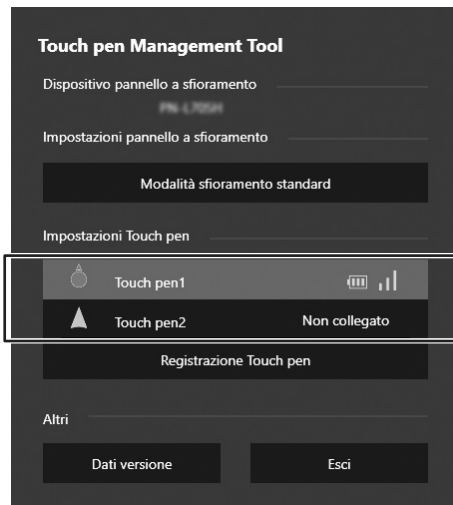 Touch pen Management Tool
Dispositivo pannello a sfioramento
Impostazioni pannello a sfioramento
Modalità sfioramento standard
Impostazioni Touch pen
Touch pen1
Touch pen2 Non collegato
Registrazione Touch pen
Altri
Dati versione Esci